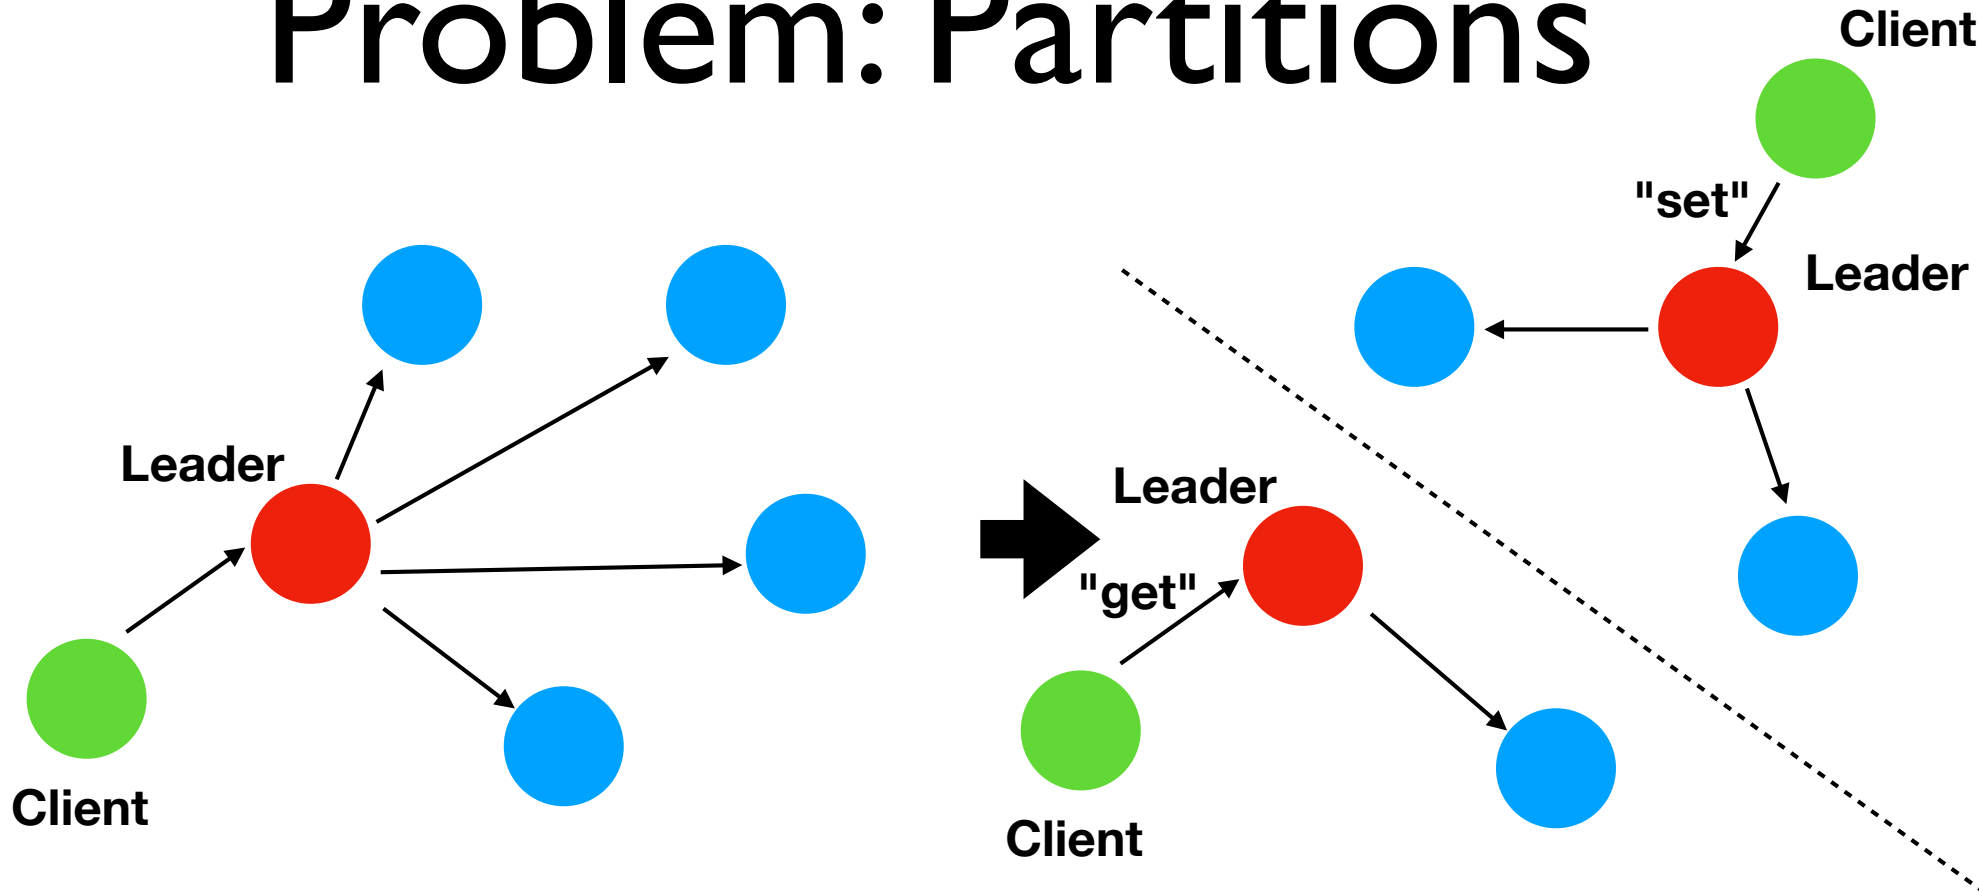 Problem: Partitions
Client
"set"
Leader
Leader
Leader
"get"
Client
Client